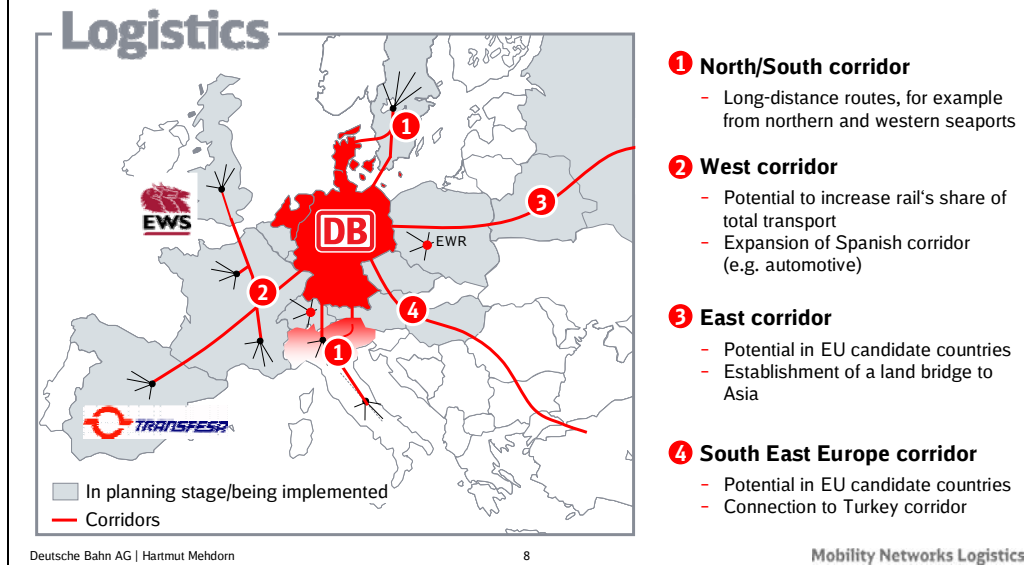 Logistics
1
EWS
DB
3
EWR
2
4
1
TRANSFESA
In planning stage/being implemented
Corridors
1 North/South corridor
- Long-distance routes, for example
from northern and western seaports
2 West corridor
- Potential to increase rail‘s share of
total transport
- Expansion of Spanish corridor
(e.g. automotive)
3 East corridor
- Potential in EU candidate countries
- Establishment of a land bridge to
Asia
4 South East Europe corridor
- Potential in EU candidate countries
- Connection to Turkey corridor
Deutsche Bahn AG | Hartmut Mehdorn
8
Mobility Networks Logistics